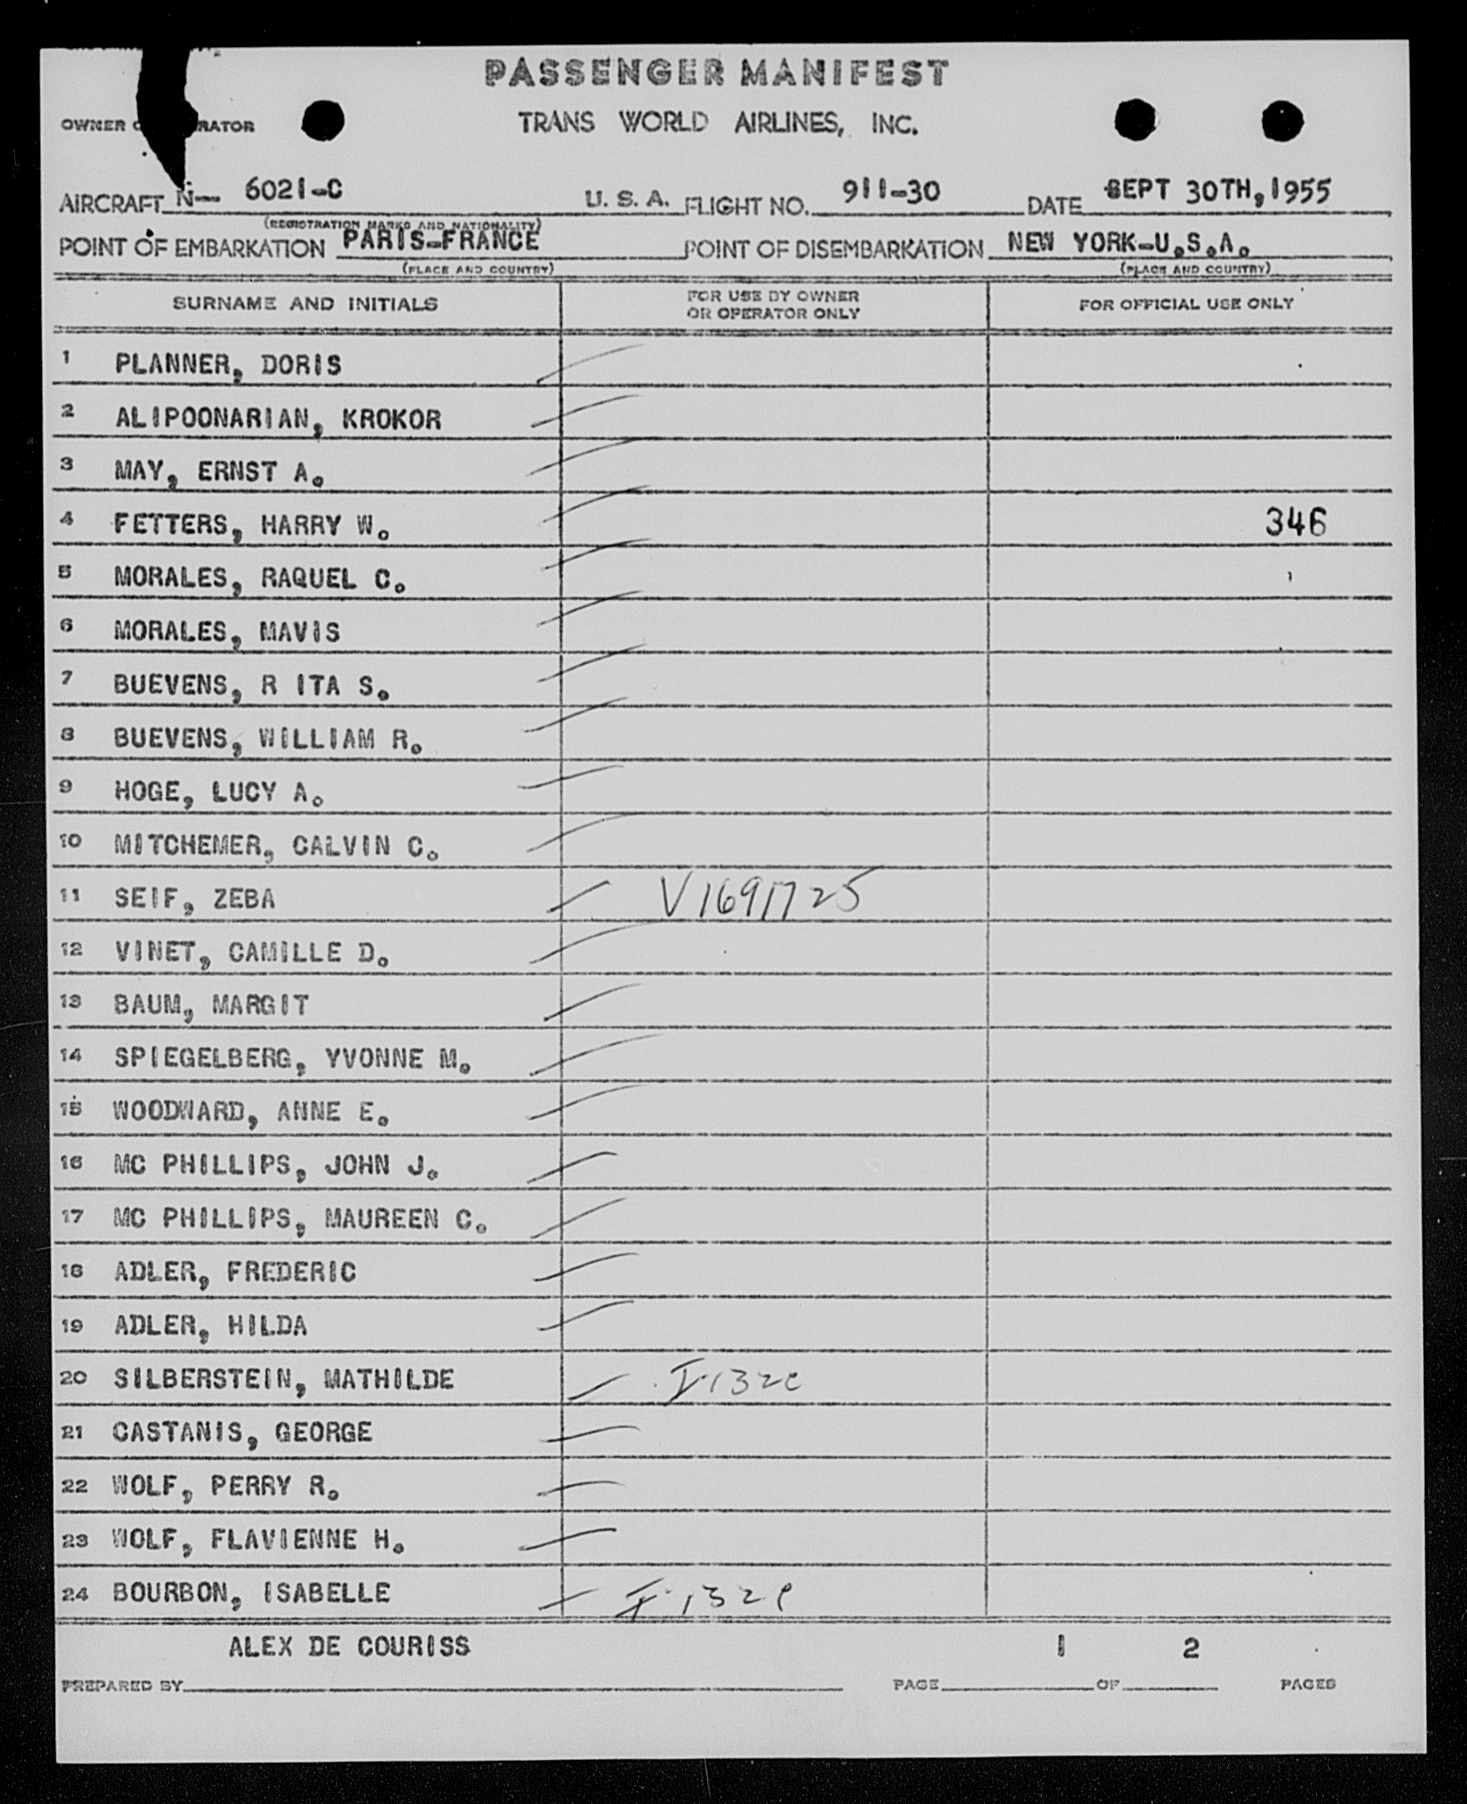 PASSENGER MANIFEST
OWNER O RATOR TRANS WORLD AIRLINES, INC.
AIRCRAFT N— 6021-C U. S. A. FLIGHT NO. 911-30 DATE SEPT 30TH, 1955
(REGISTRATION MARKS AND NATIONALITY)
POINT OF EMBARKATION PARIS-FRANCE POINT OF DISEMBARKATION NEW YORK-U.S.A.
(PLACE AND COUNTRY) (PLACE AND COUNTRY)
SURNAME AND INITIALS FOR USE BY OWNER OR OPERATOR ONLY FOR OFFICIAL USE ONLY
1 PLANNER, DORIS
2 ALIPOONARIAN, KROKOR
3 MAY, ERNST A.
4 FETTERS, HARRY W. 346
5 MORALES, RAQUEL C.
6 MORALES, MAVIS
7 BUEVENS, R ITA S.
8 BUEVENS, WILLIAM R.
9 HOGE, LUCY A.
10 MITCHEMER, CALVIN C.
11 SEIF, ZEBA V1691725
12 VINET, CAMILLE D.
13 BAUM, MARGIT
14 SPIEGELBERG, YVONNE M.
15 WOODWARD, ANNE E.
16 MC PHILLIPS, JOHN J.
17 MC PHILLIPS, MAUREEN C.
18 ADLER, FREDERIC
19 ADLER, HILDA
20 SILBERSTEIN, MATHILDE
21 CASTANIS, GEORGE
22 WOLF, PERRY R.
23 WOLF, FLAVIENNE H.
24 BOURBON, ISABELLE
ALEX DE COURISS 1 2
PREPARED BY PAGE OF PAGES